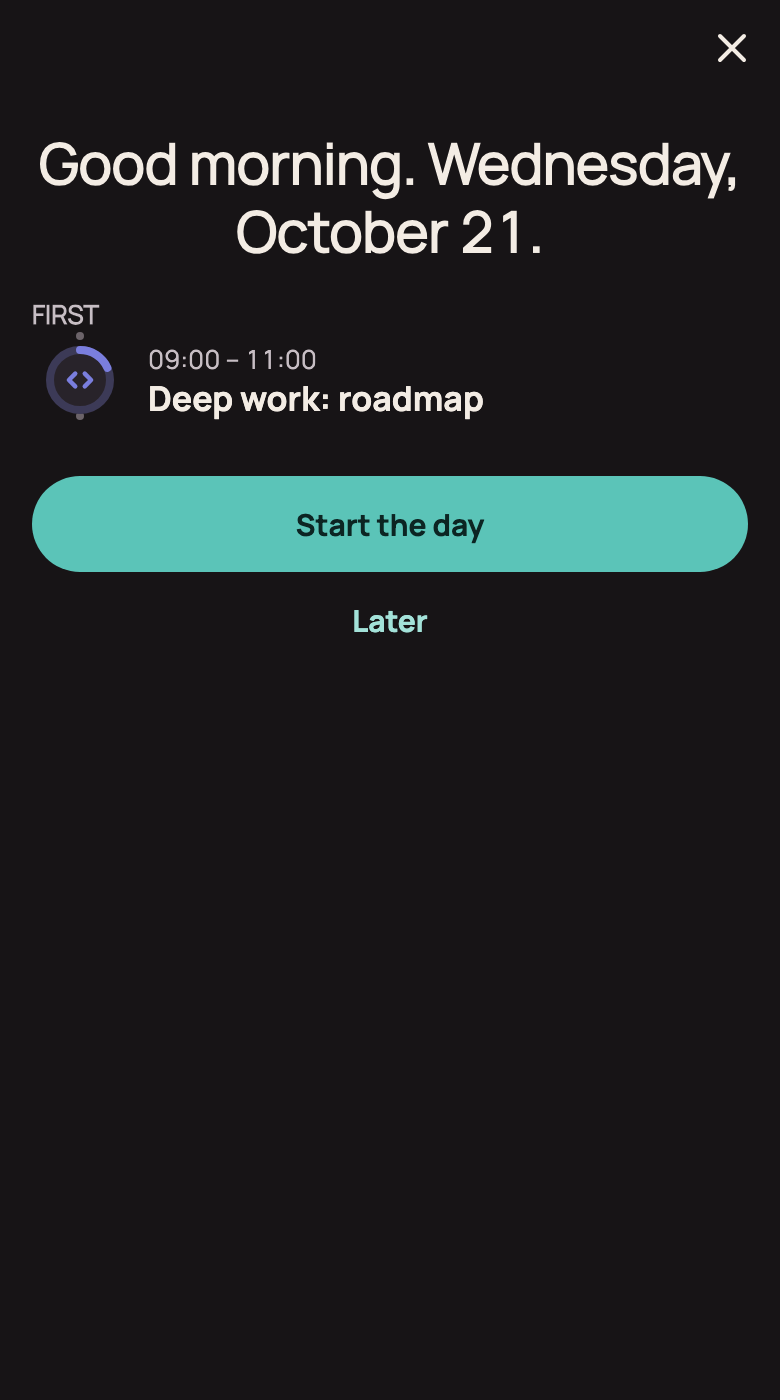 Good morning. Wednesday,
October 21.
FIRST
09:00 – 11:00
Deep work: roadmap
Start the day
Later